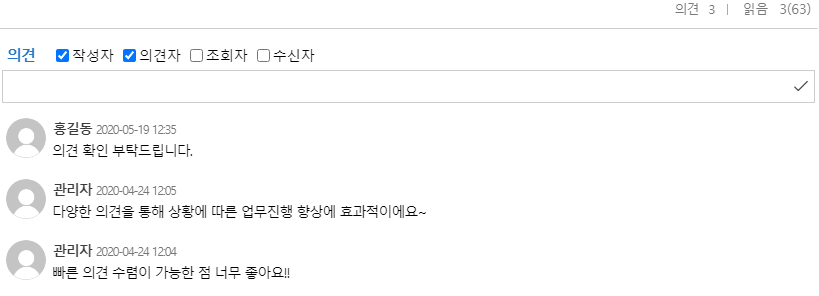 의견 3 | 읽음 3(63)
의견 작성자 의견자 조회자 수신자
홍길동 2020-05-19 12:35
의견 확인 부탁드립니다.
관리자 2020-04-24 12:05
다양한 의견을 통해 상황에 따른 업무진행 향상에 효과적이에요~
관리자 2020-04-24 12:04
빠른 의견 수렴이 가능한 점 너무 좋아요!!